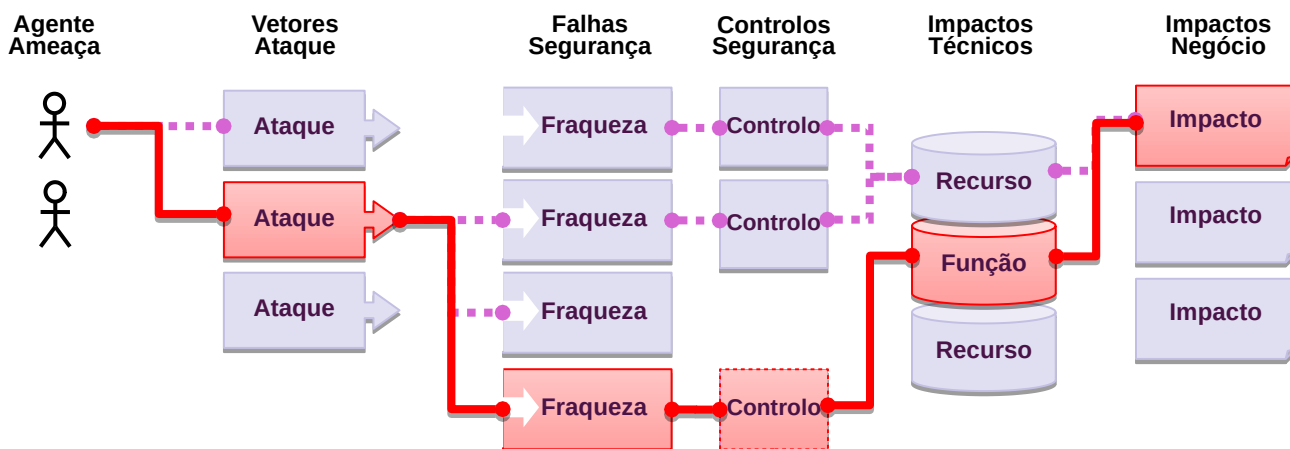 Agente
Ameaça
Vetores
Ataque
Falhas
Segurança
Controlos
Segurança
Impactos
Técnicos
Impactos
Negócio
Ataque
Fraqueza
Controlo
Impacto
Recurso
Ataque
Fraqueza
Controlo
Impacto
Função
Ataque
Fraqueza
Impacto
Recurso
Fraqueza
Controlo